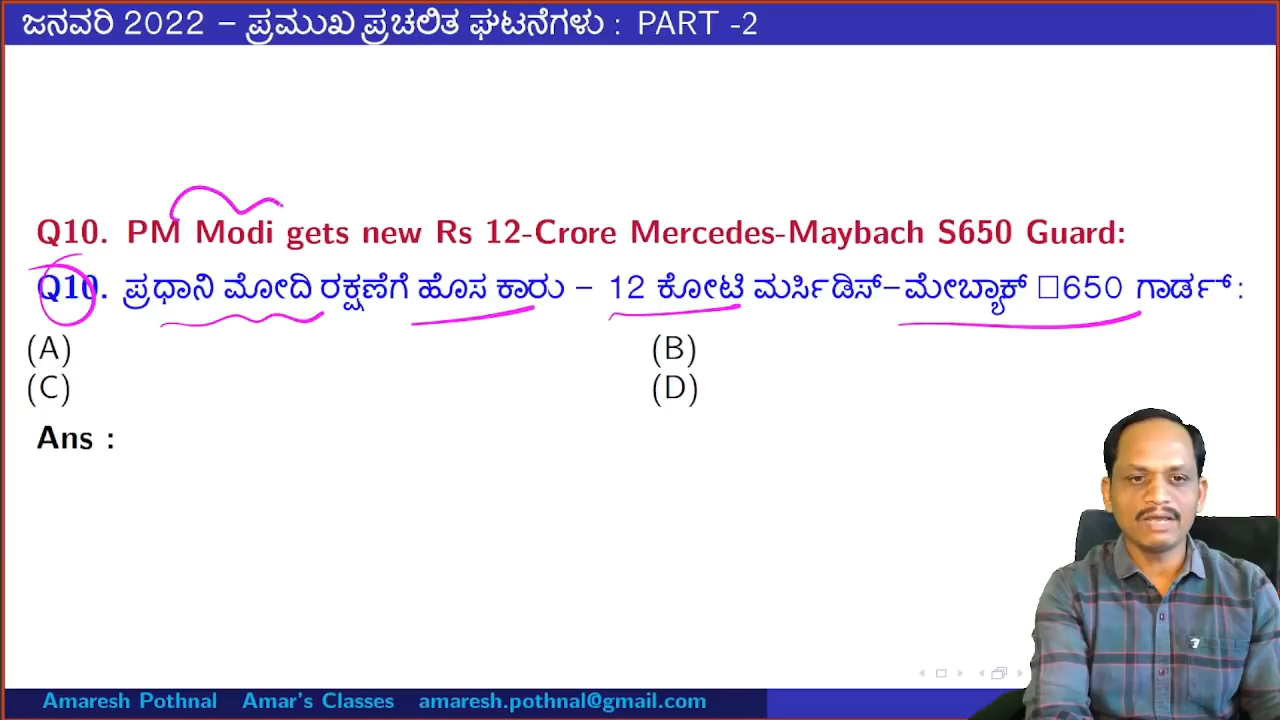 ಜನವರಿ 2022 – ಪ್ರಮುಖ ಪ್ರಚಲಿತ ಘಟನೆಗಳು : PART -2
Q10. PM Modi gets new Rs 12-Crore Mercedes-Maybach S650 Guard:
Q10. ಪ್ರಧಾನಿ ಮೋದಿ ರಕ್ಷಣೆಗೆ ಹೊಸ ಕಾರು – 12 ಕೋಟಿ ಮರ್ಸಿಡಿಸ್-ಮೇಬ್ಯಾಕ್ □650 ಗಾರ್ಡ್ :
(A) (B)
(C) (D)
Ans :
Amaresh Pothnal Amar's Classes amaresh.pothnal@gmail.com